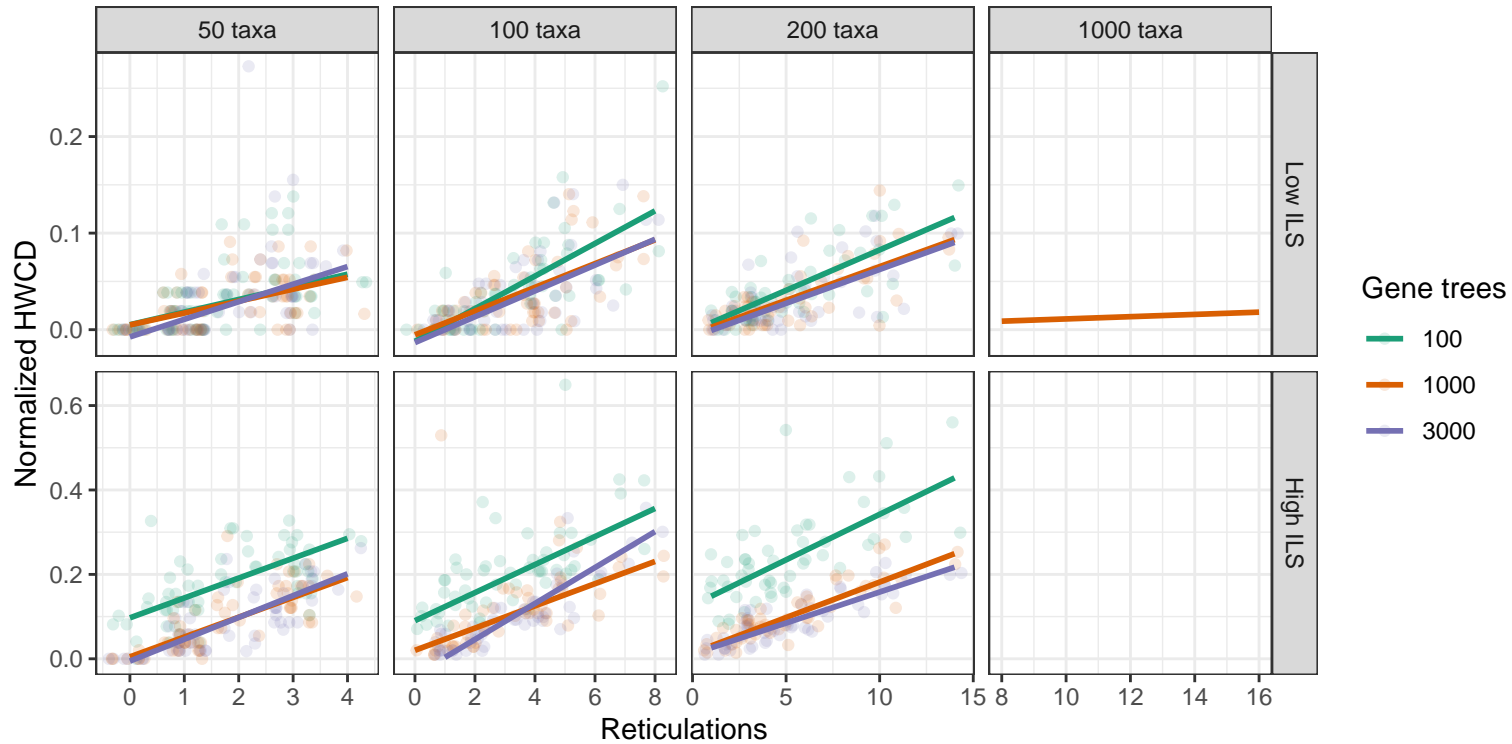 50 taxa 100 taxa 200 taxa 1000 taxa
0.2
0.1
0.0
Low ILS
0.6
0.4
0.2
0.0
High ILS
Normalized HWCD
0 1 2 3 4 0 2 4 6 8 0 5 10 15 8 10 12 14 16
Reticulations
Gene trees
100
1000
3000